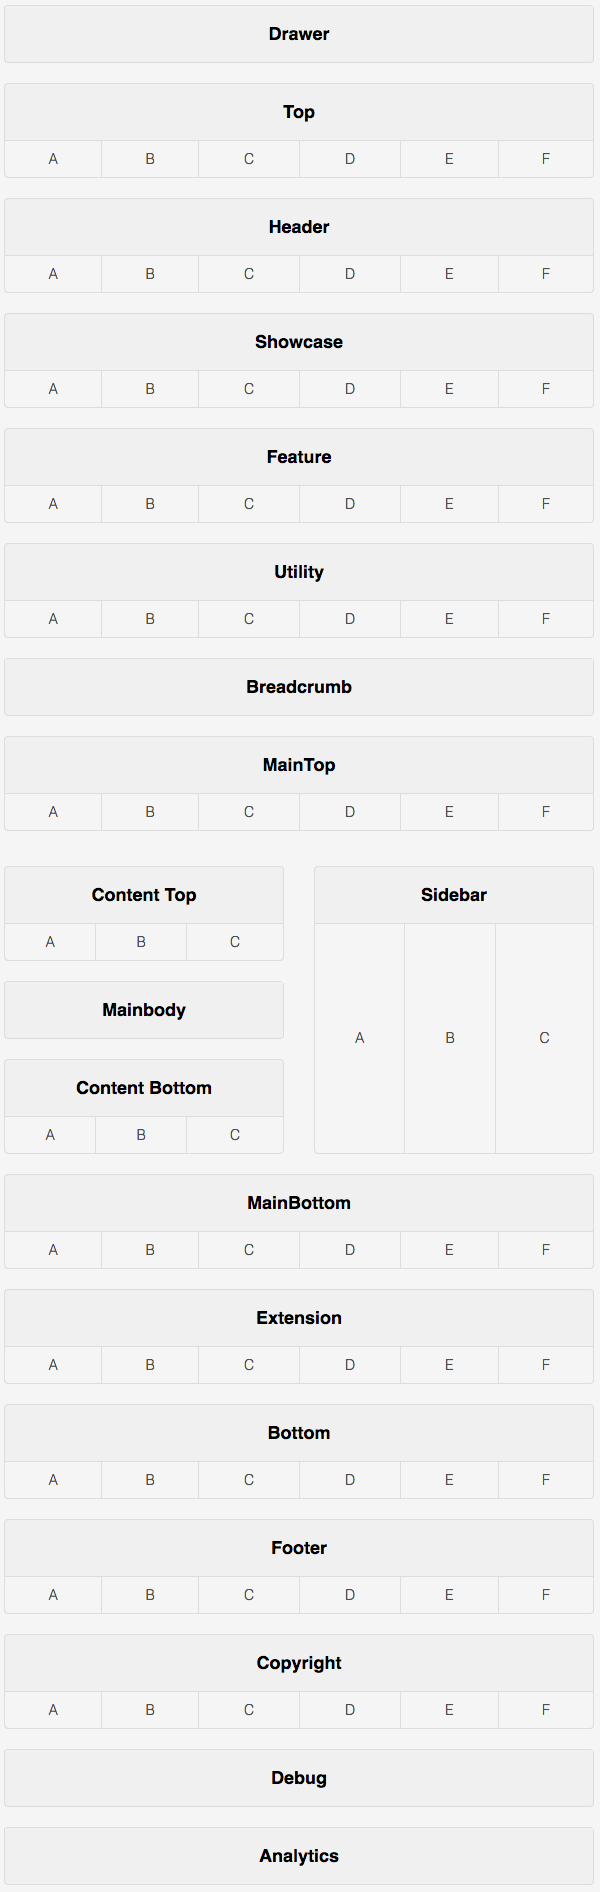 Drawer
Top
A B C D E F
Header
A B C D E F
Showcase
A B C D E F
Feature
A B C D E F
Utility
A B C D E F
Breadcrumb
MainTop
A B C D E F
Content Top
A B C
Mainbody
Content Bottom
A B C
Sidebar
A B C
MainBottom
A B C D E F
Extension
A B C D E F
Bottom
A B C D E F
Footer
A B C D E F
Copyright
A B C D E F
Debug
Analytics